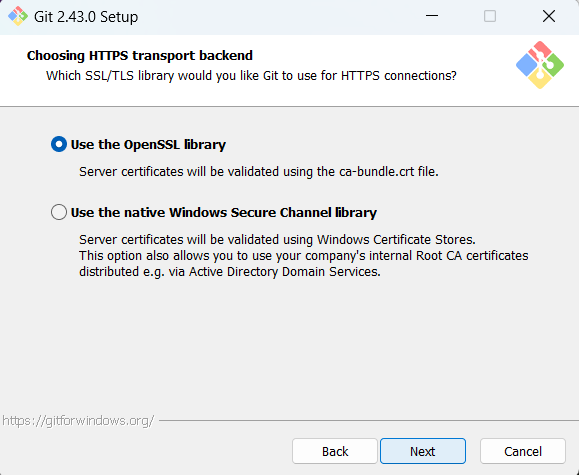 Git 2.43.0 Setup
Choosing HTTPS transport backend
Which SSL/TLS library would you like Git to use for HTTPS connections?
Use the OpenSSL library
Server certificates will be validated using the ca-bundle.crt file.
Use the native Windows Secure Channel library
Server certificates will be validated using Windows Certificate Stores.
This option also allows you to use your company's internal Root CA certificates
distributed e.g. via Active Directory Domain Services.
https://gitforwindows.org/
Back Next Cancel